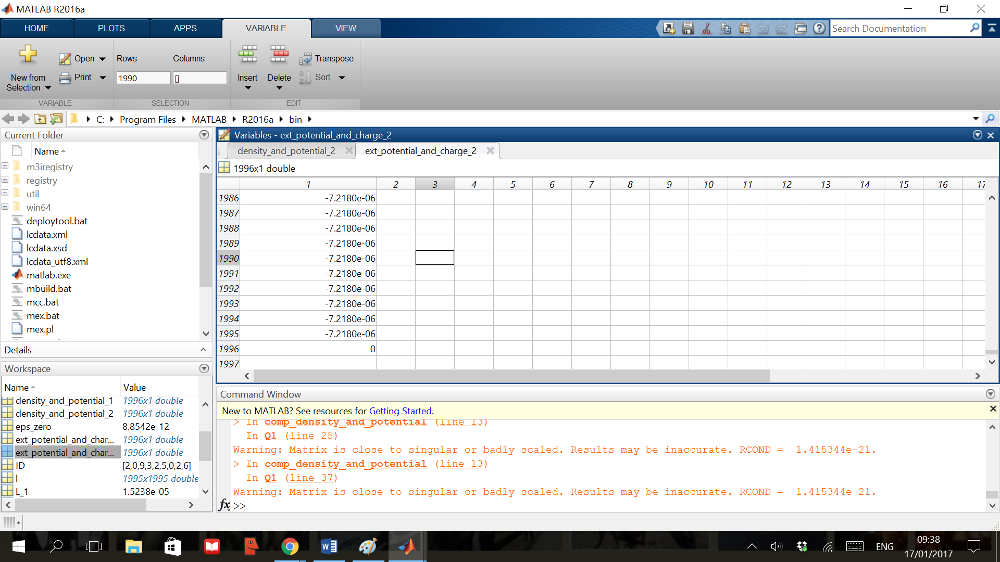 MATLAB R2016a
HOME PLOTS APPS VARIABLE VIEW Search Documentation
New from Selection Open Print Rows Columns 1990 [] Insert Delete Transpose Sort
VARIABLE SELECTION EDIT
C: Program Files MATLAB R2016a bin
Current Folder
Name
m3iregistry
registry
util
win64
deploytool.bat
lcdata.xml
lcdata.xsd
lcdata_utf8.xml
matlab.exe
mbuild.bat
mcc.bat
mex.bat
mex.pl
Details
Workspace
Name Value
density_and_potential_1 1996x1 double
density_and_potential_2 1996x1 double
eps_zero 8.8542e-12
ext_potential_and_char... 1996x1 double
ext_potential_and_char... 1996x1 double
ID [2,0,9,3,2,5,0,2,6]
l 1995x1995 double
L_1 1.5238e-05
Variables - ext_potential_and_charge_2
density_and_potential_2 ext_potential_and_charge_2
1996x1 double
1 2 3 4 5 6 7 8 9 10 11 12 13 14 15 16 17
1986 -7.2180e-06
1987 -7.2180e-06
1988 -7.2180e-06
1989 -7.2180e-06
1990 -7.2180e-06
1991 -7.2180e-06
1992 -7.2180e-06
1993 -7.2180e-06
1994 -7.2180e-06
1995 -7.2180e-06
1996 0
1997
Command Window
New to MATLAB? See resources for Getting Started.
> In comp_density_and_potential (line 13)
In Q1 (line 25)
Warning: Matrix is close to singular or badly scaled. Results may be inaccurate. RCOND = 1.415344e-21.
> In comp_density_and_potential (line 13)
In Q1 (line 37)
Warning: Matrix is close to singular or badly scaled. Results may be inaccurate. RCOND = 1.415344e-21.
fx >>
ENG 09:38
17/01/2017